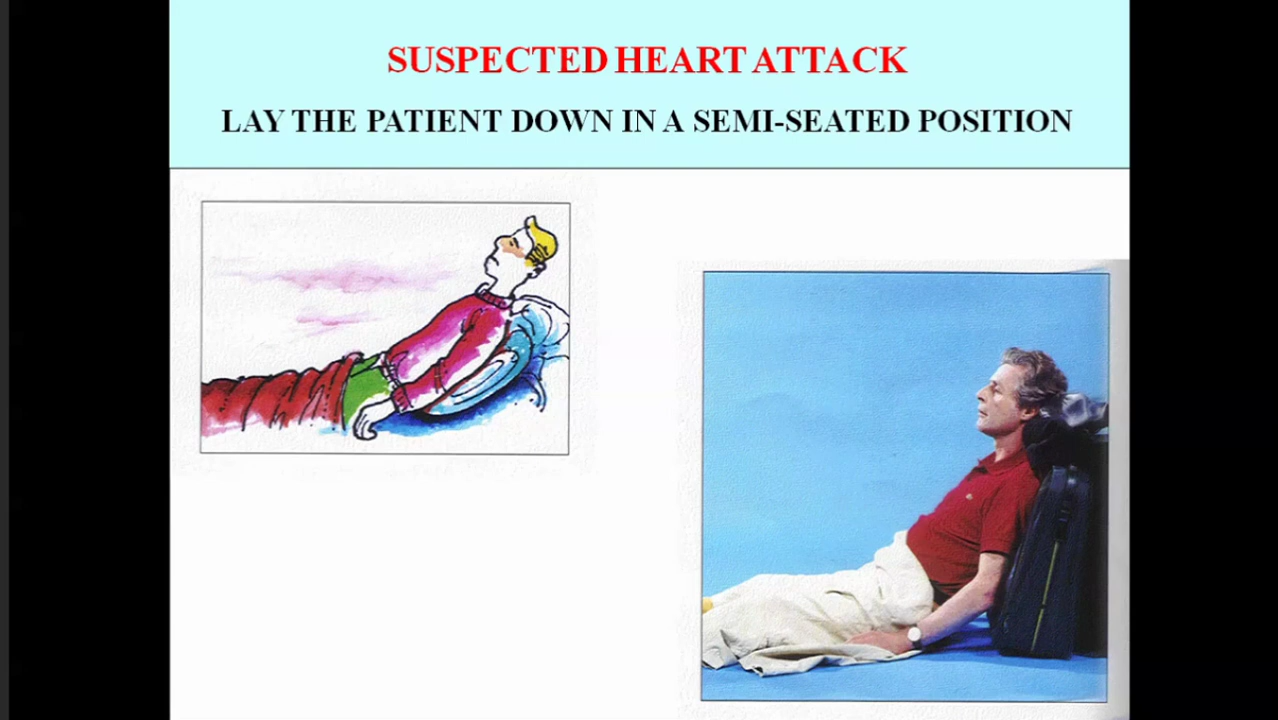 SUSPECTED HEART ATTACK
LAY THE PATIENT DOWN IN A SEMI-SEATED POSITION